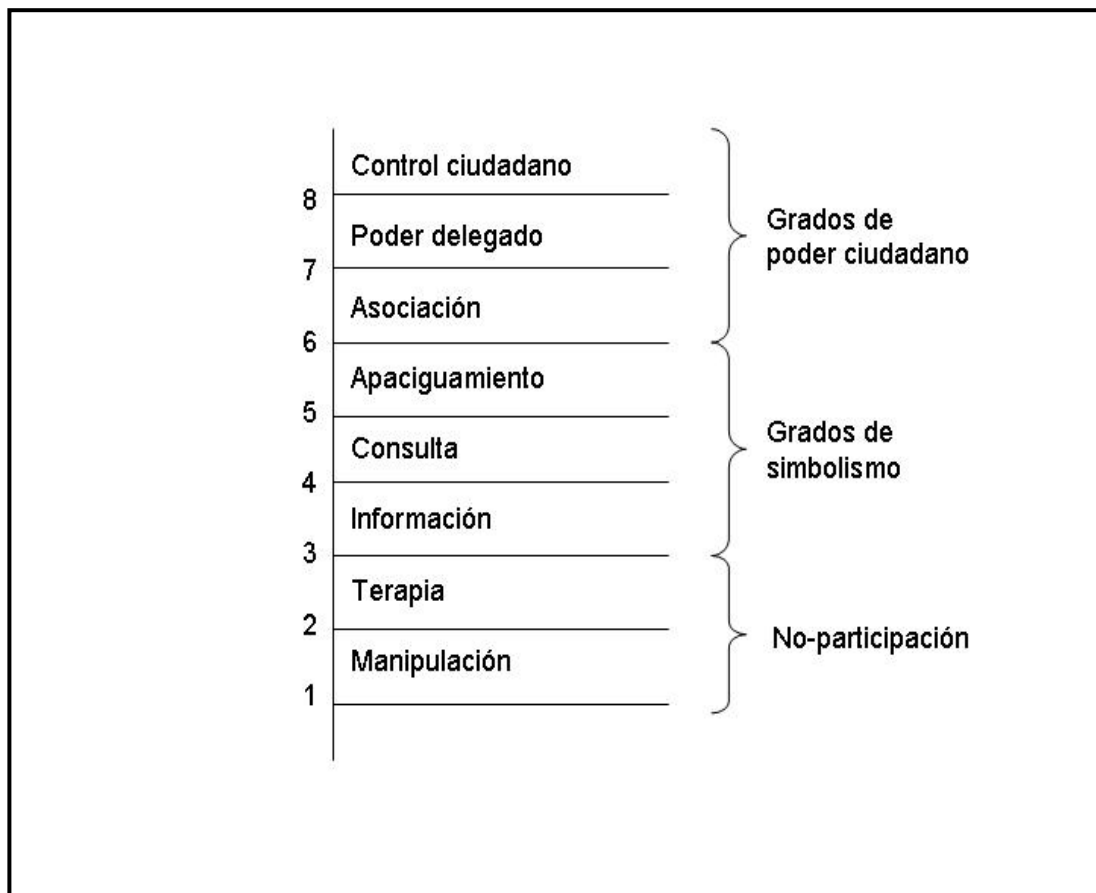 Control ciudadano
8
Poder delegado
7
Asociación
6
Apaciguamiento
5
Consulta
4
Información
3
Terapia
2
Manipulación
1
Grados de
poder ciudadano
Grados de
simbolismo
No-participación